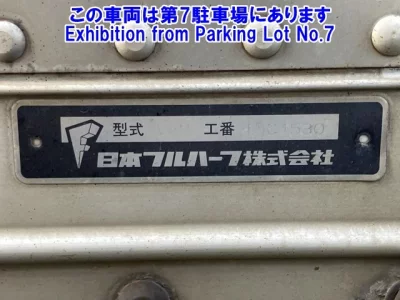 この車両は第7駐車場にあります
Exhibition from Parking Lot No.7
型式 工番
日本フルハーフ株式会社